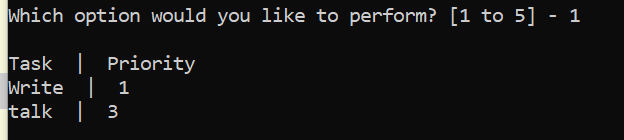 Which option would you like to perform? [1 to 5] - 1
Task  |  Priority
Write  |  1
talk  |  3